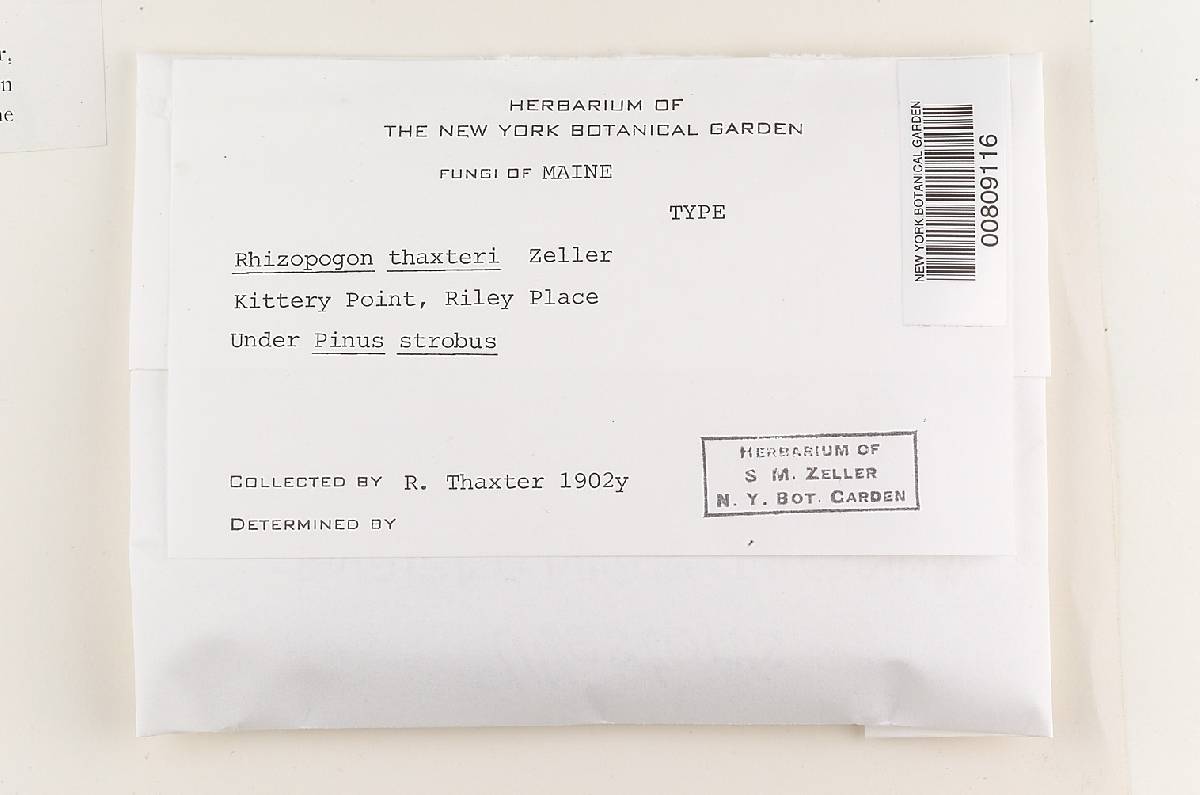 r,
n
ne
HERBARIUM OF
THE NEW YORK BOTANICAL GARDEN
FUNGI OF MAINE
TYPE
Rhizopogon thaxteri Zeller
Kittery Point, Riley Place
Under Pinus strobus
COLLECTED BY R. Thaxter 1902y
DETERMINED BY
HERBARIUM OF
S M. ZELLER
N. Y. BOT. GARDEN
NEW YORK BOTANICAL GARDEN
00809116